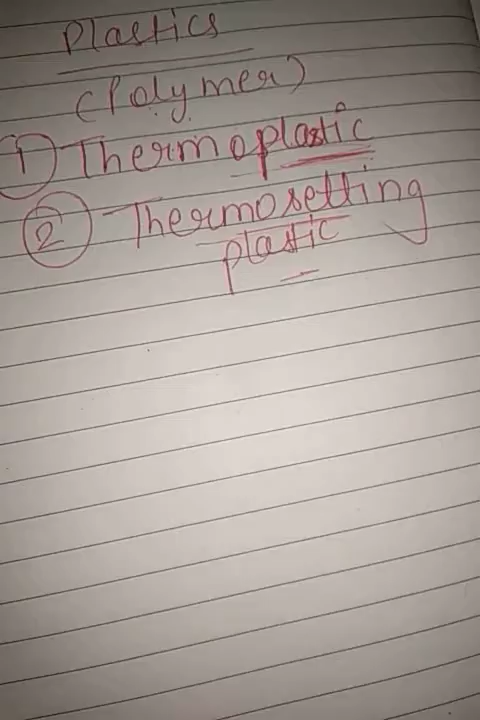 Plastics
(Polymer)
1 Thermoplastic
2 Thermosetting
plastic